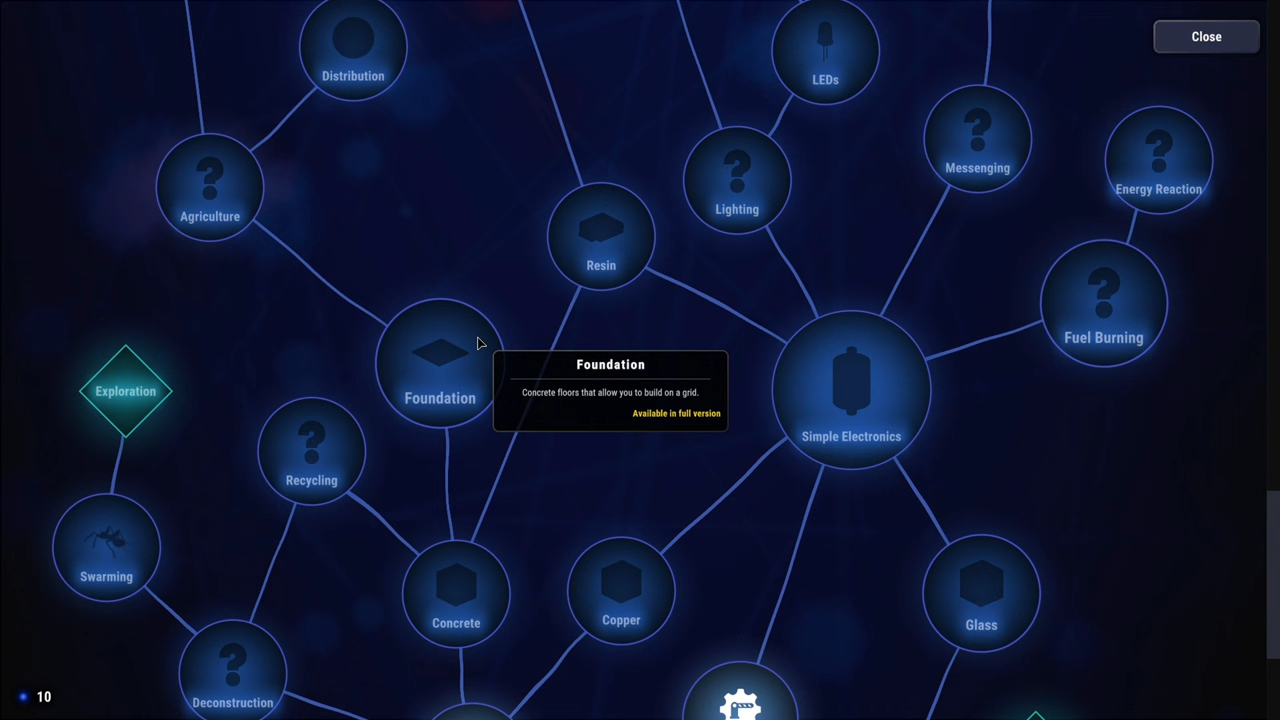 Close
Distribution
LEDs
Messenging
Energy Reaction
Agriculture
Lighting
Resin
Fuel Burning
Foundation
Foundation
Concrete floors that allow you to build on a grid.
Available in full version
Exploration
Simple Electronics
Recycling
Swarming
Concrete
Copper
Glass
Deconstruction
10